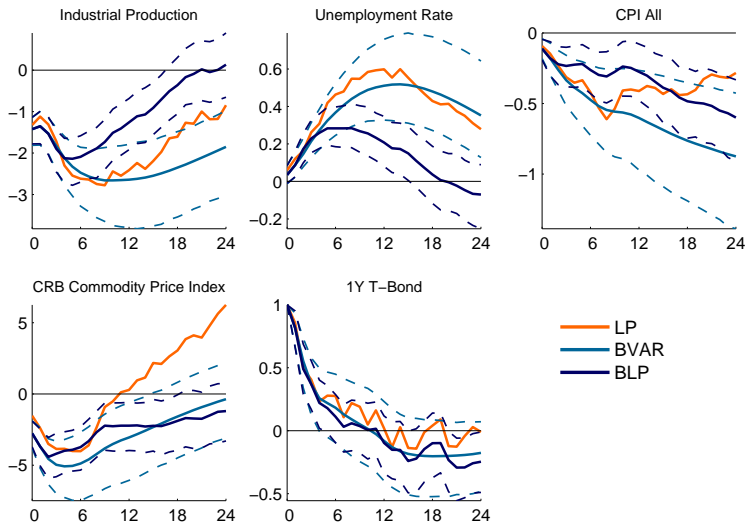 Industrial Production
Unemployment Rate
CPI All
0
−1
−2
−3
0 6 12 18 24
0.6
0.4
0.2
0
−0.2
0 6 12 18 24
0
−0.5
−1
0 6 12 18 24
CRB Commodity Price Index
1Y T−Bond
5
0
−5
0 6 12 18 24
1
0.5
0
−0.5
0 6 12 18 24
LP
BVAR
BLP